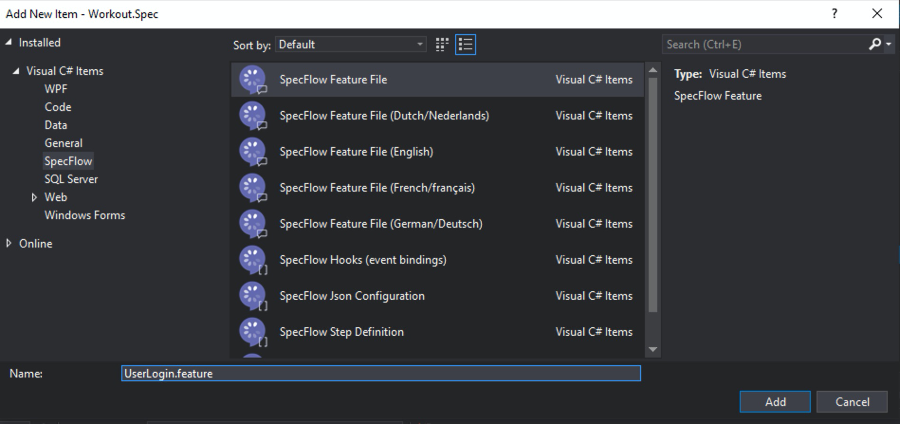 Add New Item - Workout.Spec
? 
Installed
Sort by: Default
Search (Ctrl+E)
Visual C# Items
WPF
Code
Data
General
SpecFlow
SQL Server
Web
Windows Forms
Online
SpecFlow Feature File Visual C# Items
SpecFlow Feature File (Dutch/Nederlands) Visual C# Items
SpecFlow Feature File (English) Visual C# Items
SpecFlow Feature File (French/français) Visual C# Items
SpecFlow Feature File (German/Deutsch) Visual C# Items
SpecFlow Hooks (event bindings) Visual C# Items
SpecFlow Json Configuration Visual C# Items
SpecFlow Step Definition Visual C# Items
Type: Visual C# Items
SpecFlow Feature
Name: UserLogin.feature
Add Cancel